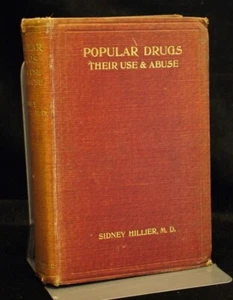 POPULAR DRUGS
THEIR USE & ABUSE
SIDNEY HILLIER, M. D.